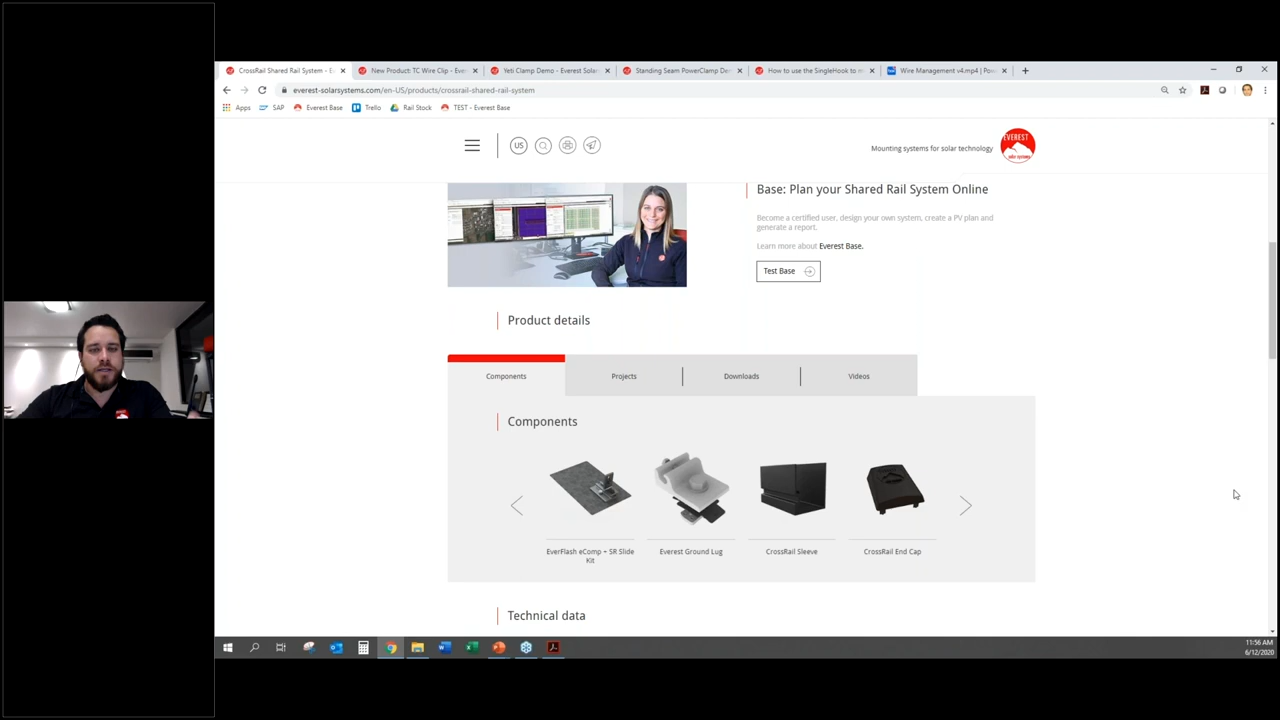 CrossRail Shared Rail System - E
New Product: TC Wire Clip - Ever
Yeti Clamp Demo - Everest Solar
Standing Seam PowerClamp De
How to use the SingleHook to m
Wire Management v4.mp4 | Pow
everest-solarsystems.com/en-US/products/crossrail-shared-rail-system
Apps
SAP
Everest Base
Trello
Rail Stock
TEST - Everest Base
US
Mounting systems for solar technology
EVEREST
solar systems
Base: Plan your Shared Rail System Online
Become a certified user, design your own system, create a PV plan and
generate a report.
Learn more about Everest Base.
Test Base
Product details
Components
Projects
Downloads
Videos
Components
EverFlash eComp + SR Slide
Kit
Everest Ground Lug
CrossRail Sleeve
CrossRail End Cap
Technical data
11:56 AM
6/12/2020